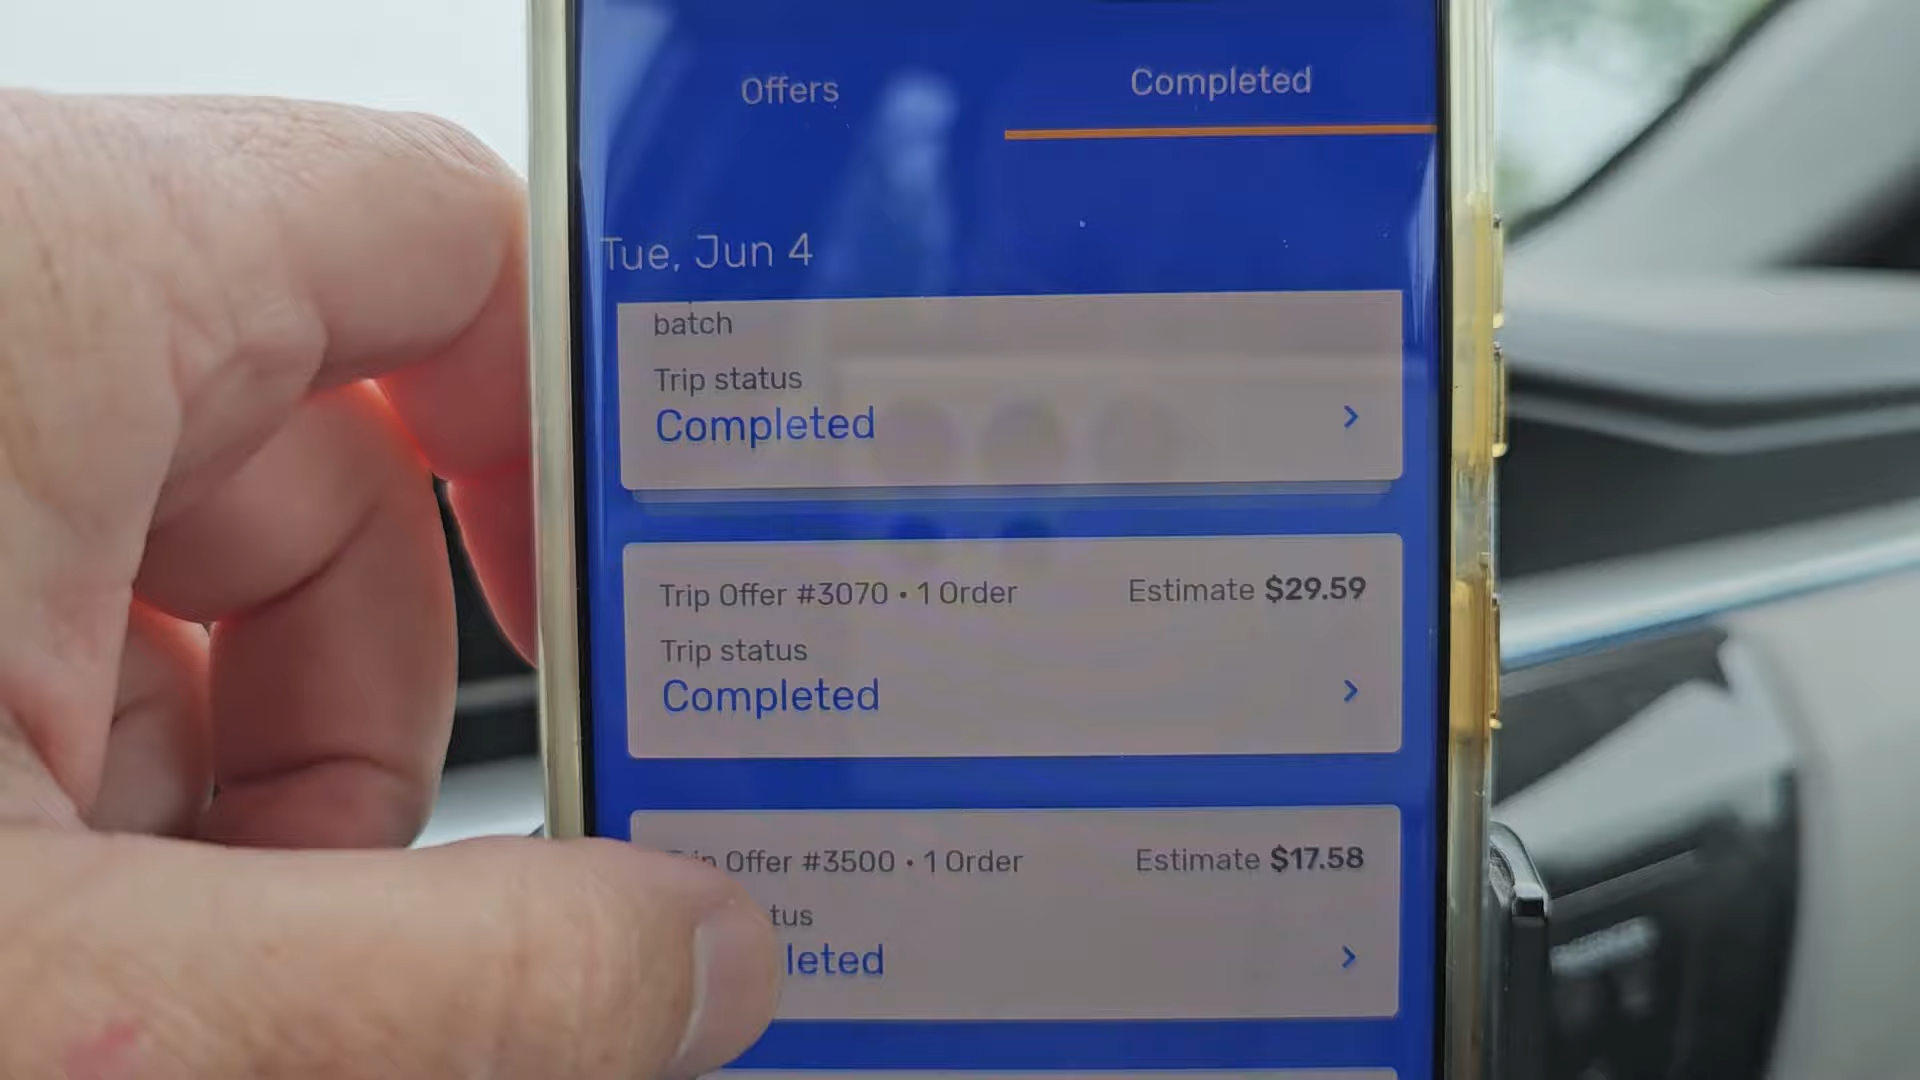 Offers
Completed
Tue, Jun 4
batch
Trip status
Completed
Trip Offer #3070 • 1 Order
Estimate $29.59
Trip status
Completed
Offer #3500 • 1 Order
Estimate $17.58
tus
leted